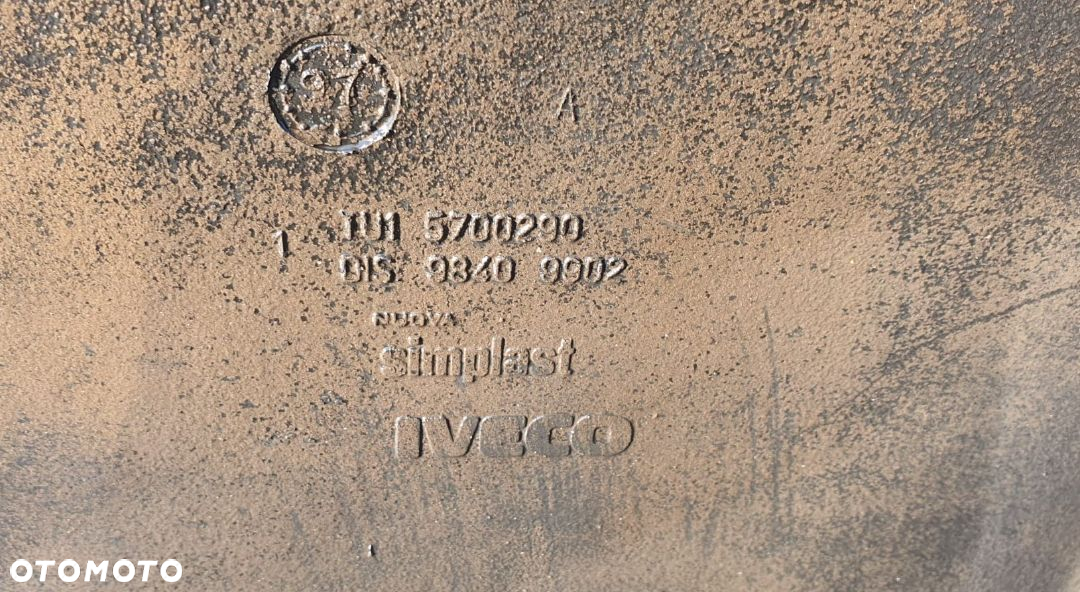 97
A
1 IU1 5700290
DIS 9840 9902
NUOVA
simplast
IVECO
OTOMOTO